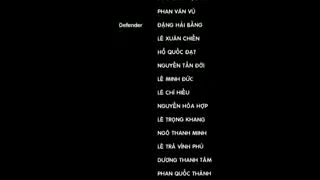 PHAN VĂN VŨ
Defender ĐẶNG HẢI BẰNG
LÊ XUÂN CHIẾN
HỒ QUỐC ĐẠT
NGUYỄN TẤN ĐỜI
LÊ MINH ĐỨC
LÊ CHÍ HIẾU
NGUYỄN HÒA HỢP
LÊ TRỌNG KHANG
NGÔ THANH MINH
LÊ TRẦ VĨNH PHÚ
DƯƠNG THANH TÂM
PHAN QUỐC THÀNH